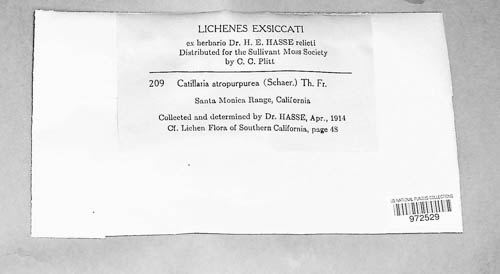 LICHENES EXSICCATI
ex herbario Dr. H. E. HASSE relicti
Distributed for the Sullivant Moss Society
by C. C. Plitt
209 Catillaria atropurpurea (Schaer.) Th. Fr.
Santa Monica Range, California
Collected and determined by Dr. HASSE, Apr., 1914
Cf. Lichen Flora of Southern California, page 48
US NATIONAL FUNGUS COLLECTIONS
972529